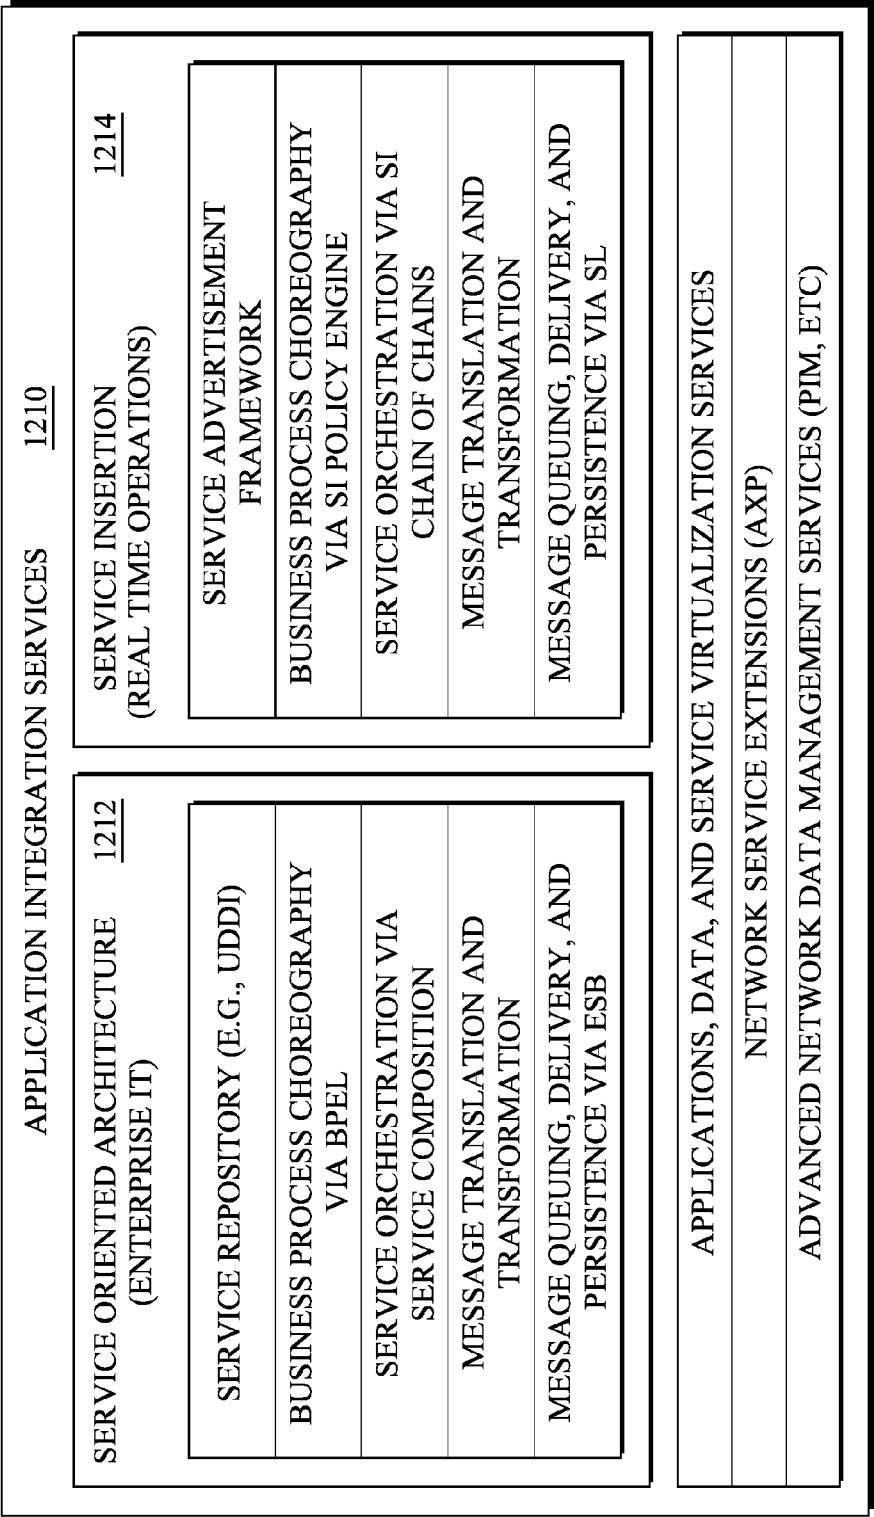 APPLICATION INTEGRATION SERVICES 1210
SERVICE ORIENTED ARCHITECTURE 1212
(ENTERPRISE IT)
SERVICE REPOSITORY (E.G., UDDI)
BUSINESS PROCESS CHOREOGRAPHY
VIA BPEL
SERVICE ORCHESTRATION VIA
SERVICE COMPOSITION
MESSAGE TRANSLATION AND
TRANSFORMATION
MESSAGE QUEUING, DELIVERY, AND
PERSISTENCE VIA ESB
SERVICE INSERTION 1214
(REAL TIME OPERATIONS)
SERVICE ADVERTISEMENT
FRAMEWORK
BUSINESS PROCESS CHOREOGRAPHY
VIA SI POLICY ENGINE
SERVICE ORCHESTRATION VIA SI
CHAIN OF CHAINS
MESSAGE TRANSLATION AND
TRANSFORMATION
MESSAGE QUEUING, DELIVERY, AND
PERSISTENCE VIA SL
APPLICATIONS, DATA, AND SERVICE VIRTUALIZATION SERVICES
NETWORK SERVICE EXTENSIONS (AXP)
ADVANCED NETWORK DATA MANAGEMENT SERVICES (PIM, ETC)